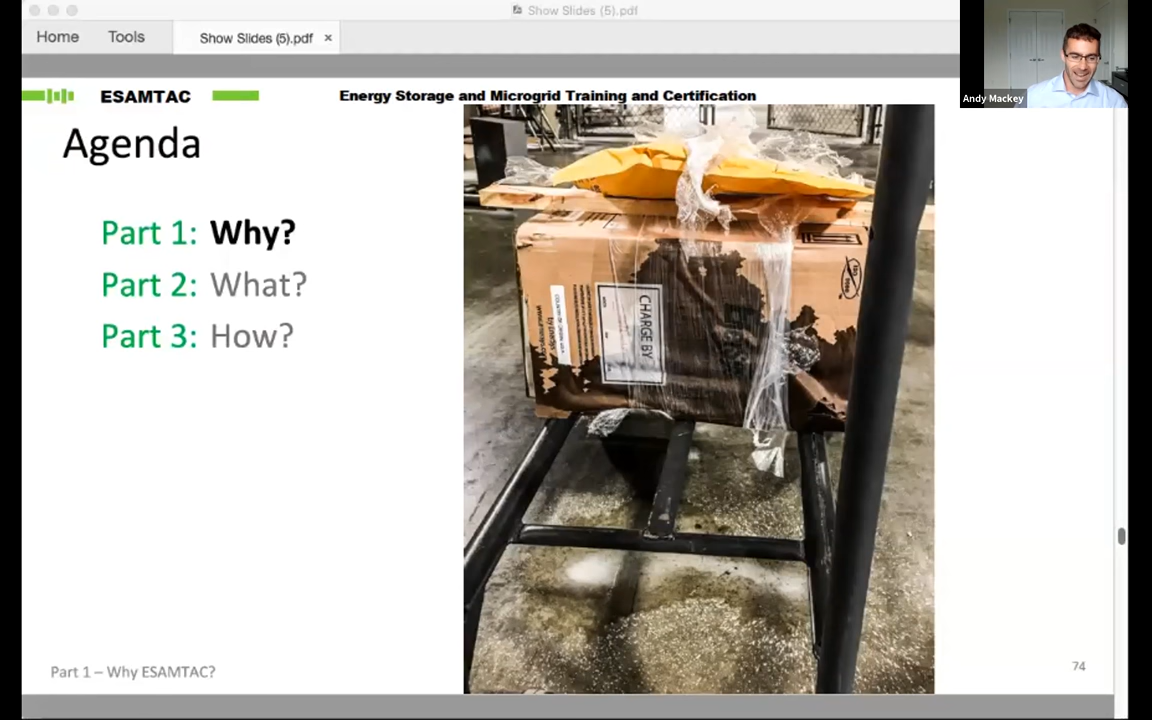 Show Slides (5).pdf
Home Tools Show Slides (5).pdf ×
Andy Mackey
ESAMTAC Energy Storage and Microgrid Training and Certification
Agenda
Part 1: Why?
Part 2: What?
Part 3: How?
CHARGE BY
Part 1 – Why ESAMTAC?
74